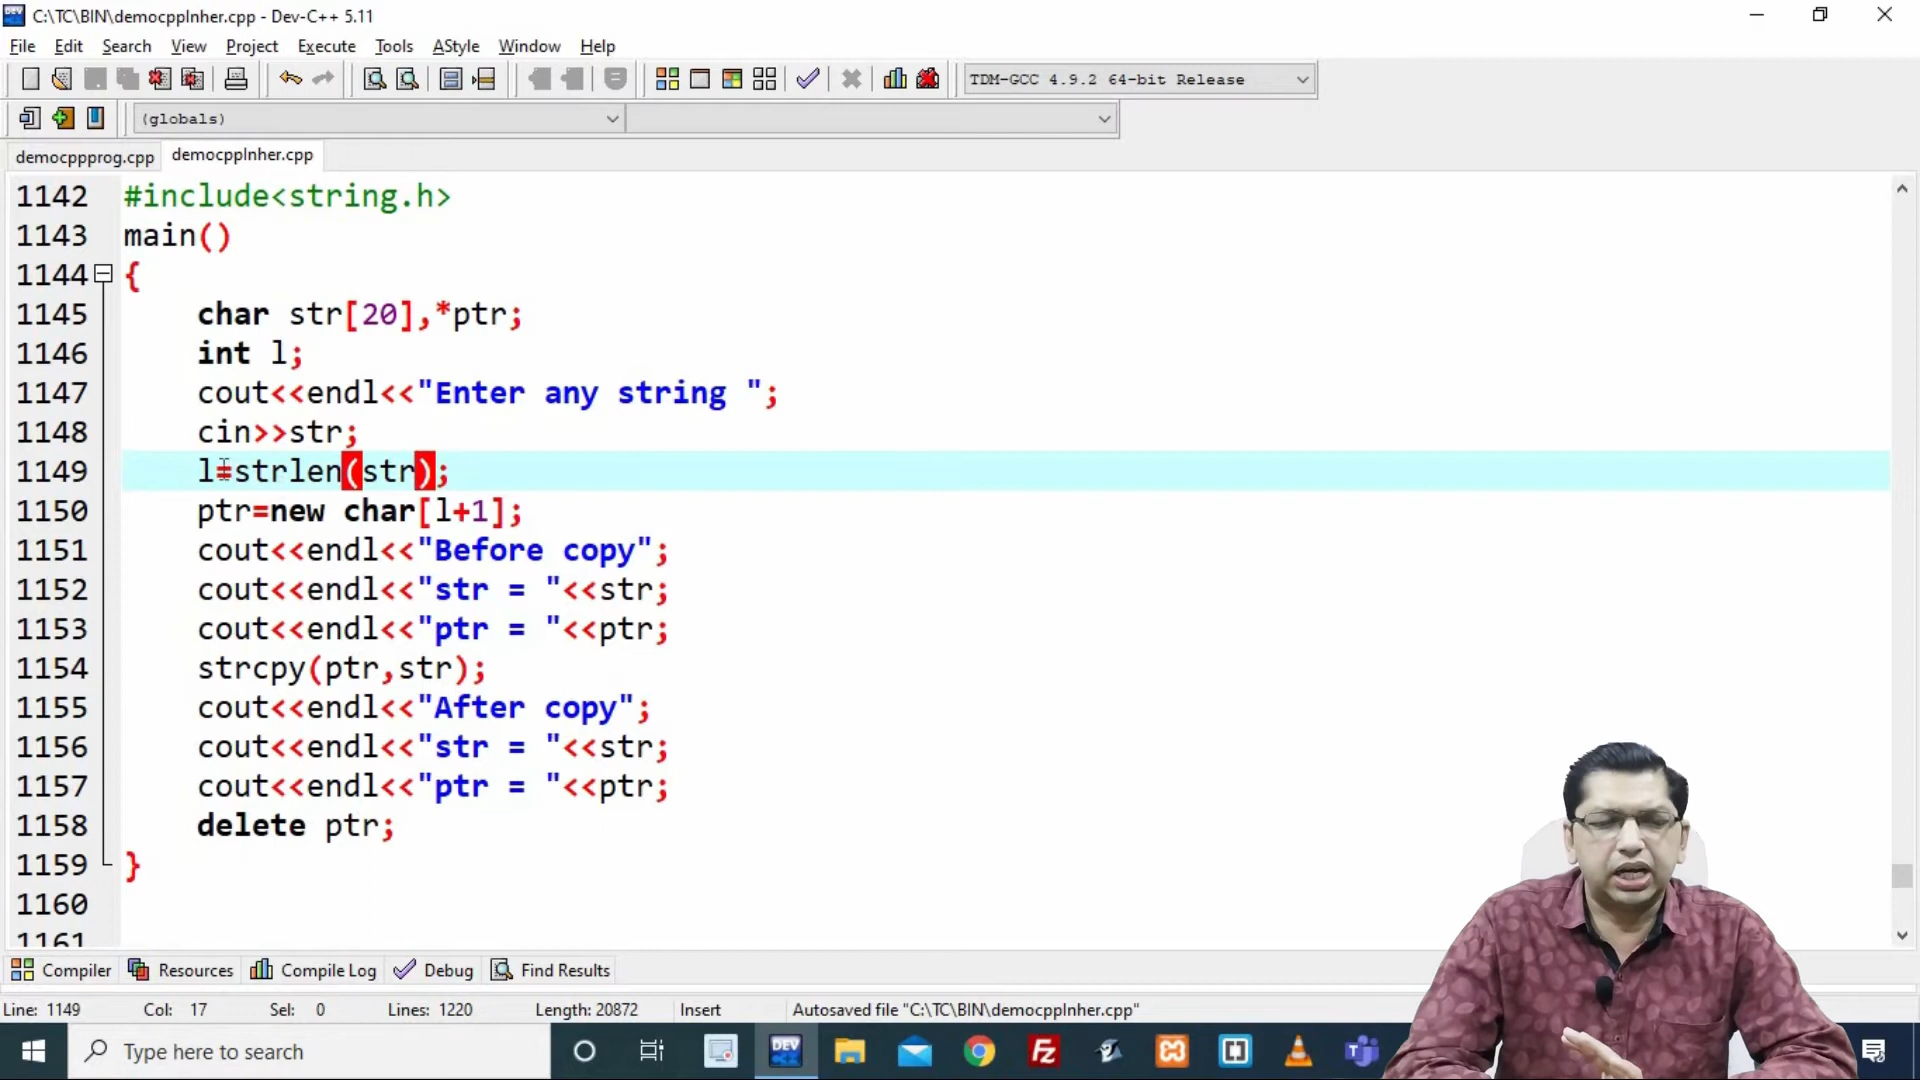 C:\TC\BIN\democppInher.cpp - Dev-C++ 5.11
File Edit Search View Project Execute Tools AStyle Window Help
TDM-GCC 4.9.2 64-bit Release
(globals)
democppprog.cpp democppInher.cpp
1142 #include<string.h>
1143 main()
1144 {
1145 char str[20],*ptr;
1146 int l;
1147 cout<<endl<<"Enter any string ";
1148 cin>>str;
1149 l=strlen(str);
1150 ptr=new char[l+1];
1151 cout<<endl<<"Before copy";
1152 cout<<endl<<"str = "<<str;
1153 cout<<endl<<"ptr = "<<ptr;
1154 strcpy(ptr,str);
1155 cout<<endl<<"After copy";
1156 cout<<endl<<"str = "<<str;
1157 cout<<endl<<"ptr = "<<ptr;
1158 delete ptr;
1159 }
1160
1161
Compiler Resources Compile Log Debug Find Results
Line: 1149 Col: 17 Sel: 0 Lines: 1220 Length: 20872 Insert Autosaved file "C:\TC\BIN\democppInher.cpp"
DEV Type here to search